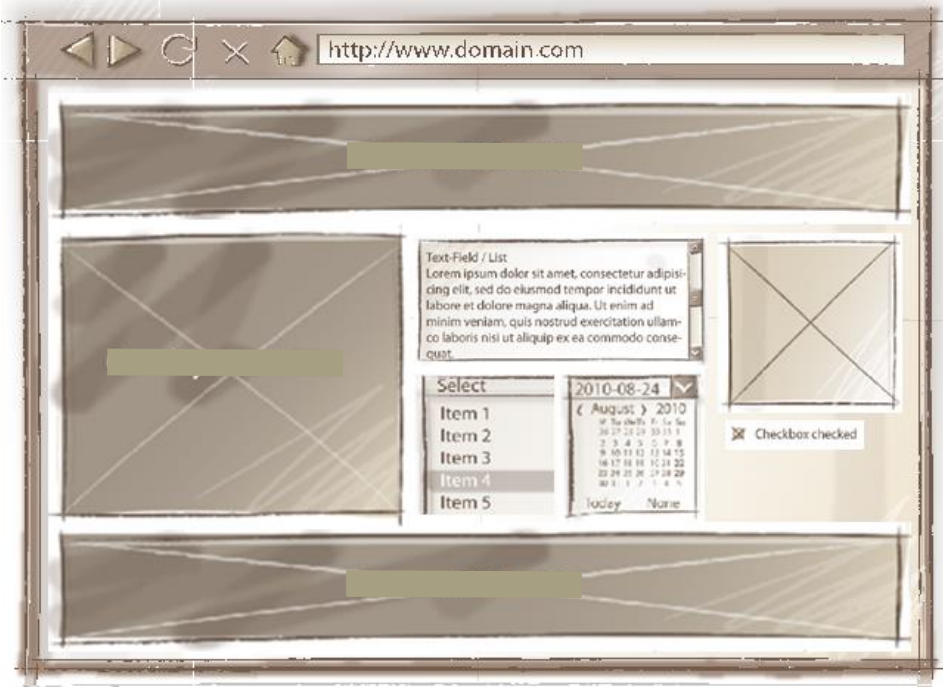 http://www.domain.com
Text-Field / List
Lorem ipsum dolor sit amet, consectetur adipisi-
cing elit, sed do eiusmod tempor incididunt ut
labore et dolore magna aliqua. Ut enim ad
minim veniam, quis nostrud exercitation ullam-
co laboris nisi ut aliquip ex ea commodo conse-
quat.
Select
Item 1
Item 2
Item 3
Item 4
Item 5
2010-08-24
August 2010
Today None
Checkbox checked